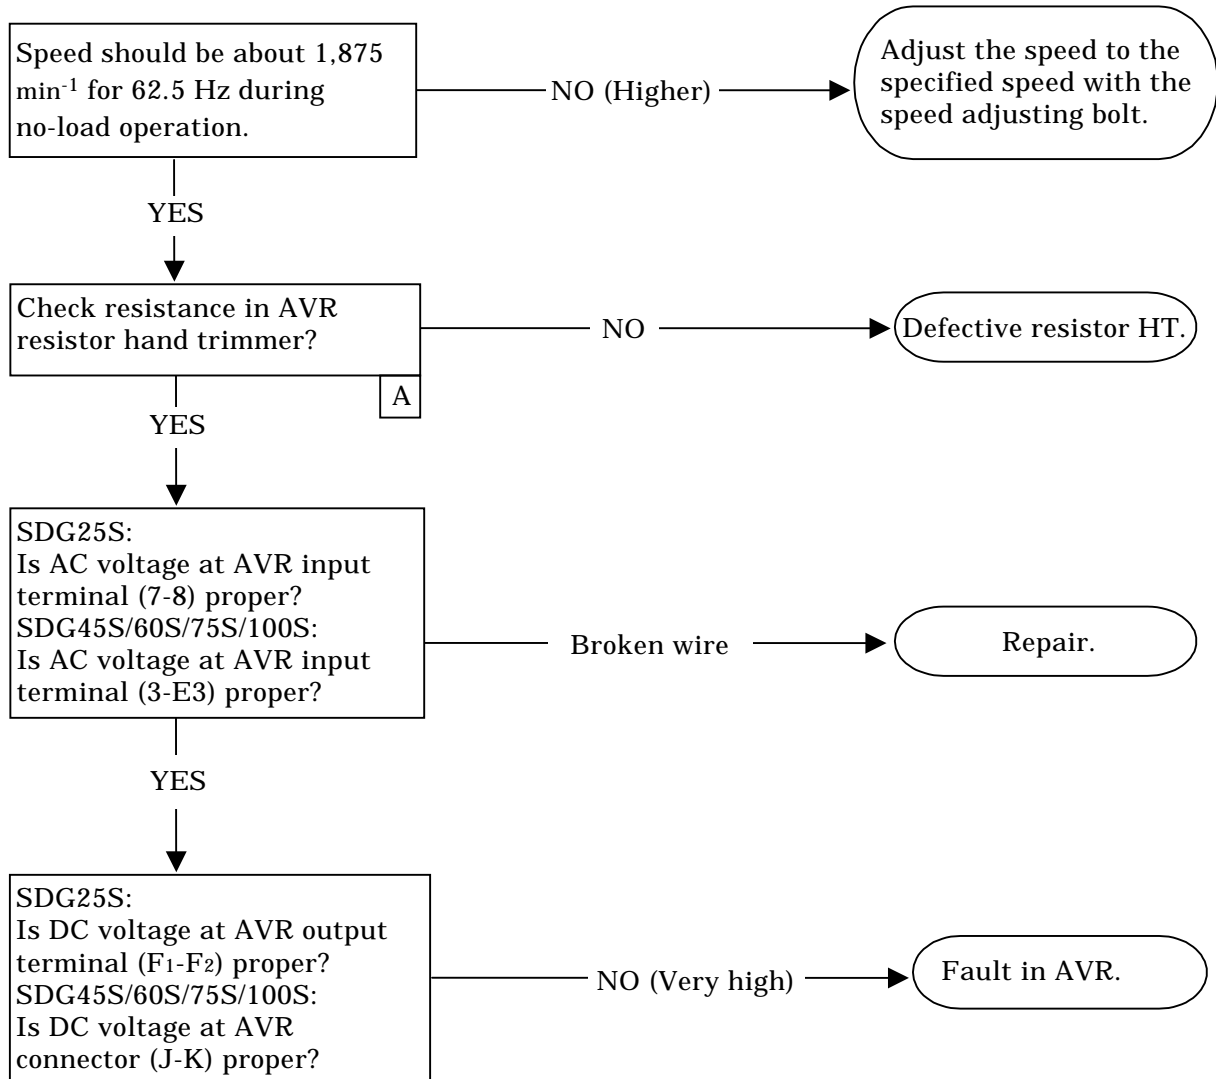 Speed should be about 1,875
min-1 for 62.5 Hz during
no-load operation.
NO (Higher)
Adjust the speed to the
specified speed with the
speed adjusting bolt.
YES
Check resistance in AVR
resistor hand trimmer?
A
NO
Defective resistor HT.
YES
SDG25S:
Is AC voltage at AVR input
terminal (7-8) proper?
SDG45S/60S/75S/100S:
Is AC voltage at AVR input
terminal (3-E3) proper?
Broken wire
Repair.
YES
SDG25S:
Is DC voltage at AVR output
terminal (F1-F2) proper?
SDG45S/60S/75S/100S:
Is DC voltage at AVR
connector (J-K) proper?
NO (Very high)
Fault in AVR.